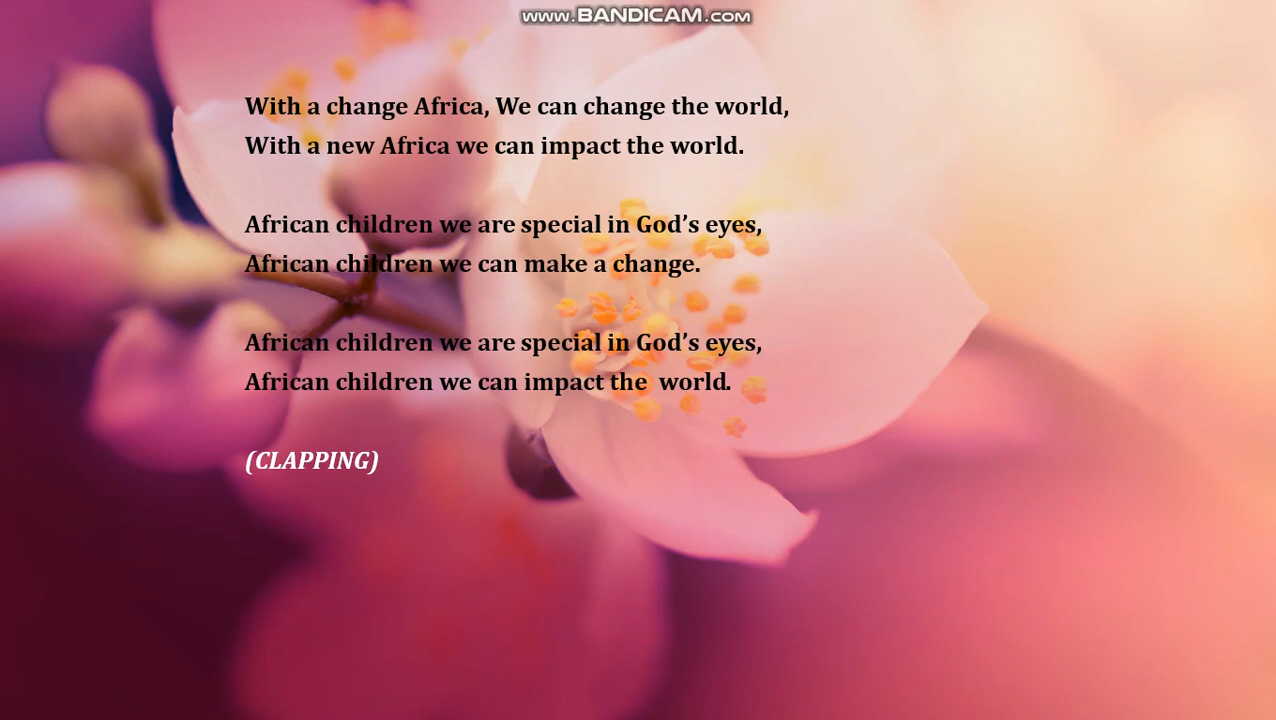 www.BANDICAM.com
With a change Africa, We can change the world,
With a new Africa we can impact the world.
African children we are special in God’s eyes,
African children we can make a change.
African children we are special in God’s eyes,
African children we can impact the  world.
(CLAPPING)